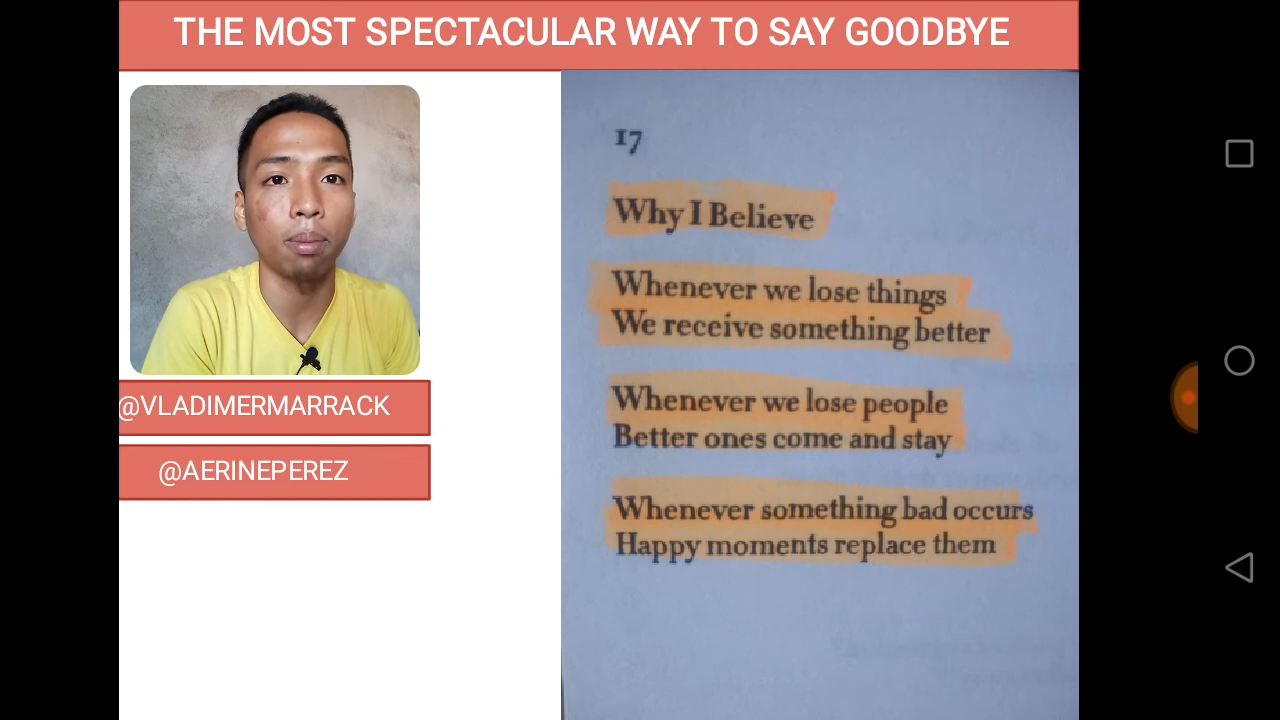 THE MOST SPECTACULAR WAY TO SAY GOODBYE
@VLADIMERMARRACK
@AERINEPEREZ
17
Why I Believe
Whenever we lose things
We receive something better
Whenever we lose people
Better ones come and stay
Whenever something bad occurs
Happy moments replace them